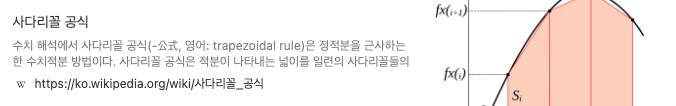 사다리꼴 공식
수치 해석에서 사다리꼴 공식(-公式, 영어: trapezoidal rule)은 정적분을 근사하는
한 수치적분 방법이다. 사다리꼴 공식은 적분이 나타내는 넓이를 일련의 사다리꼴들의
W https://ko.wikipedia.org/wiki/사다리꼴_공식
fx(i+1)
fx(i)
Si